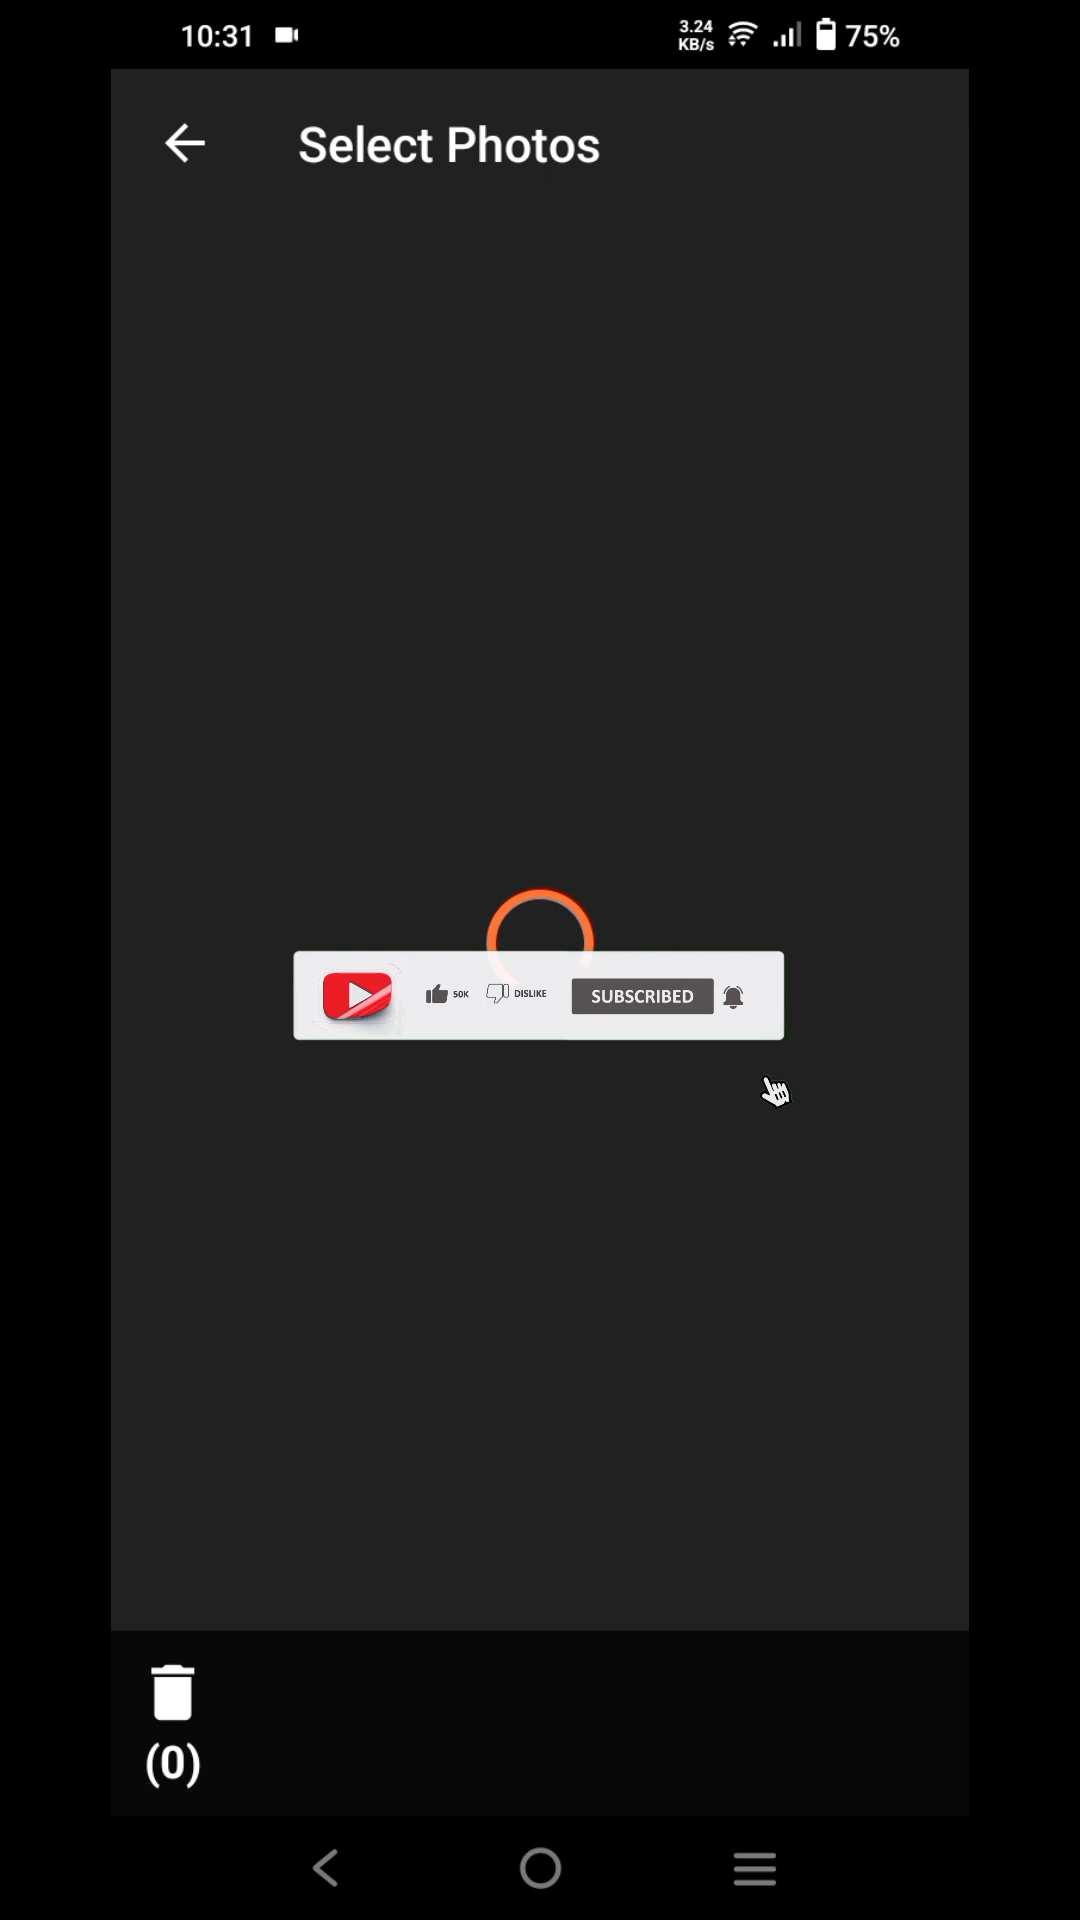 10:31
3.24
KB/s
75%
Select Photos
50K
DISLIKE
SUBSCRIBED
(0)